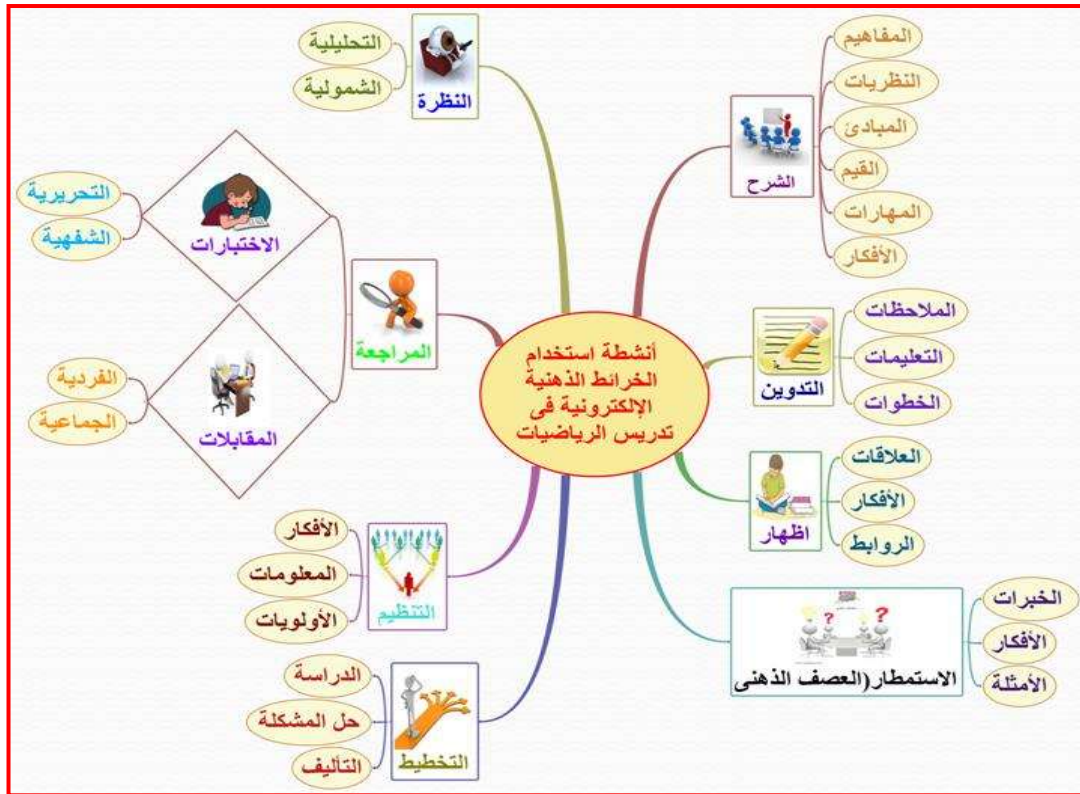 أنشطة استخدام
الخرائط الذهنية
الإلكترونية فى
تدريس الرياضيات
الشرح
المفاهيم
النظريات
المبادئ
القيم
المهارات
الأفكار
التدوين
الملاحظات
التعليمات
الخطوات
اظهار
العلاقات
الأفكار
الروابط
الاستمطار(العصف الذهنى
الخبرات
الأفكار
الأمثلة
النظرة
التحليلية
الشمولية
المراجعة
الاختبارات
التحريرية
الشفهية
المقابلات
الفردية
الجماعية
التنظيم
الأفكار
المعلومات
الأولويات
التخطيط
الدراسة
حل المشكلة
التأليف